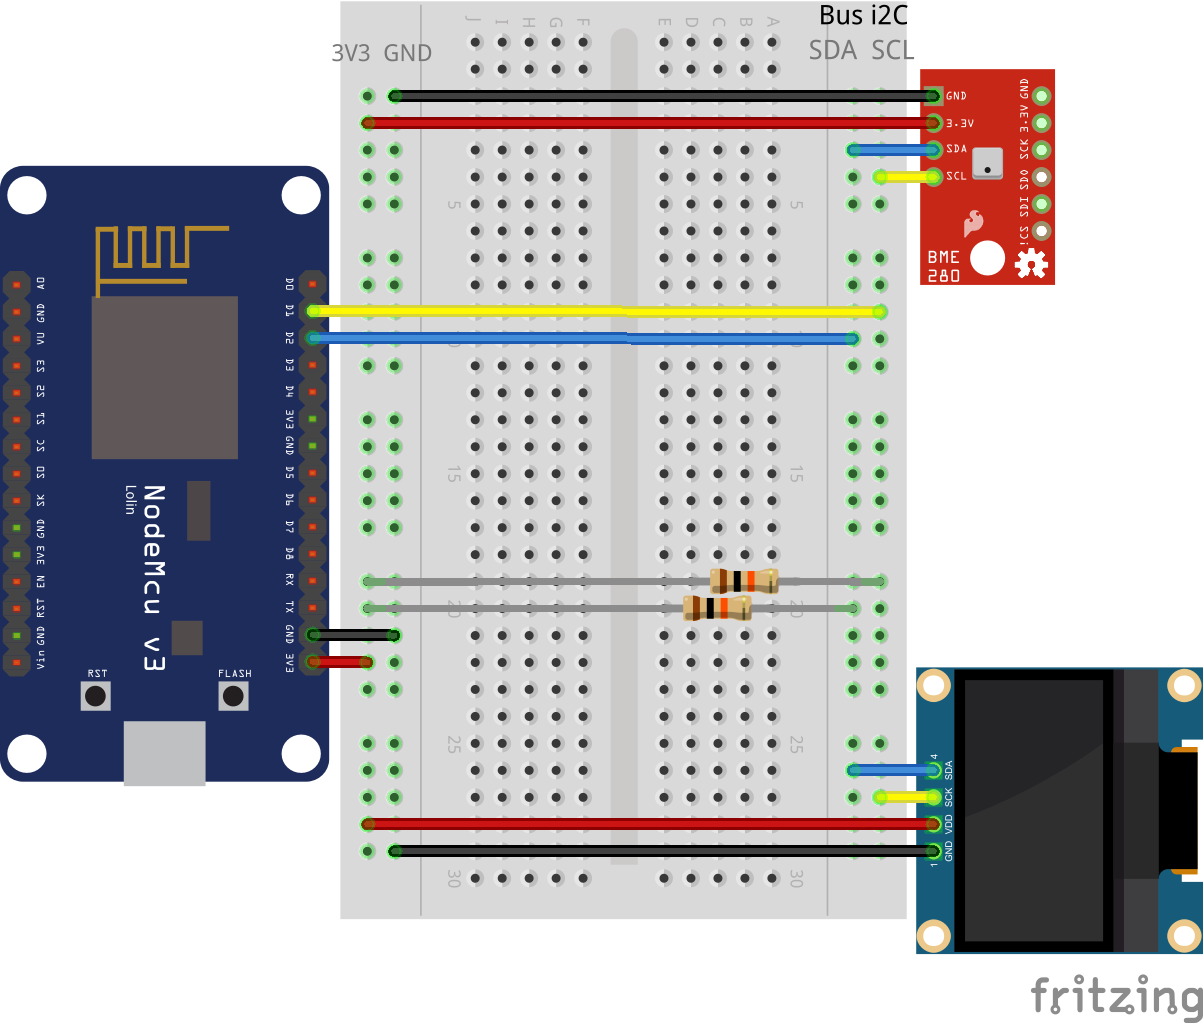 Bus i2C
3V3 GND
SDA SCL
J I H G F E D C B A
GND
3.3V
SDA
SCL
GND
3.3V
SCK
SDO
SDI
!CS
BME
280
5 5
15 15
20
25 25
30 30
A0
GND
VU
S3
S2
S1
SC
S0
SK
GND
3V3
EN
RST
GND
Vin
D0
D1
D2
D3
D4
3V3
GND
D5
D6
D7
D8
RX
TX
GND
3V3
NodeMcu v3
Lolin
RST
FLASH
4
SDA
SCK
VDD
GND
1
fritzing